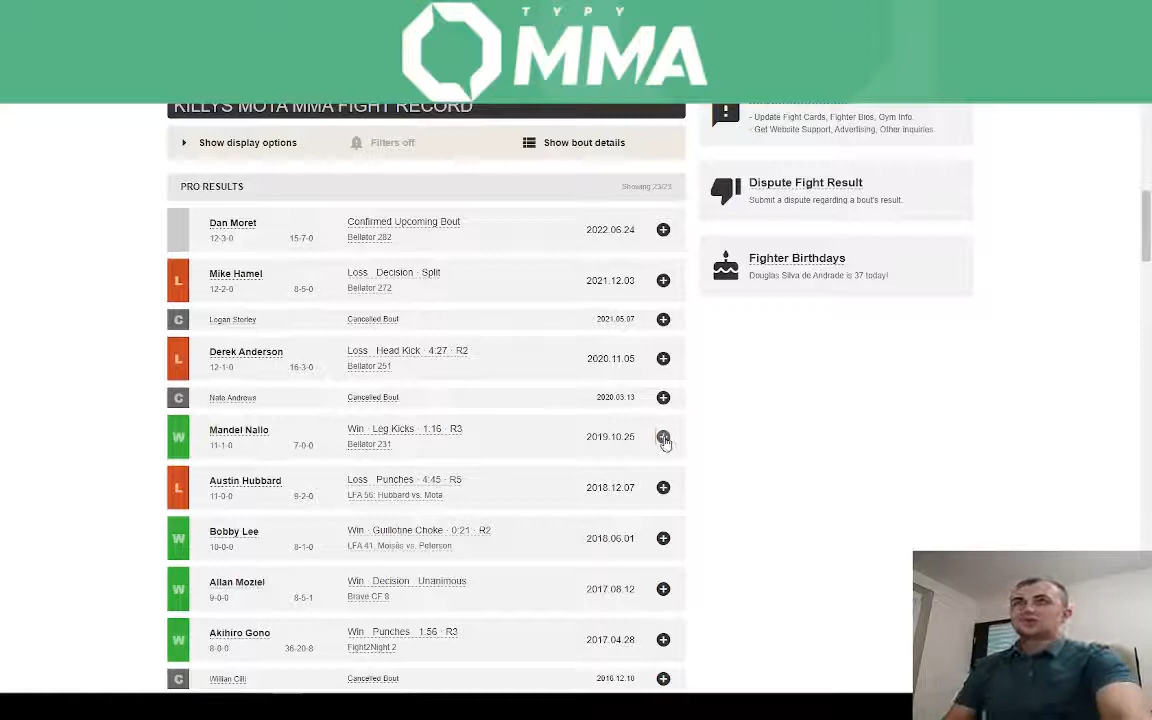 TYPY
MMA
KILLYS MOTA MMA FIGHT RECORD
Show display options
Filters off
Show bout details
- Update Fight Cards, Fighter Bios, Gym Info.
- Get Website Support, Advertising, Other Inquiries.
PRO RESULTS
Showing 23/23
Dispute Fight Result
Submit a dispute regarding a bout's result.
Dan Moret
Confirmed Upcoming Bout
12-3-0
15-7-0
Bellator 282
2022.06.24
Fighter Birthdays
Douglas Silva de Andrade is 37 today!
L
Mike Hamel
Loss Decision · Split
12-2-0
8-5-0
Bellator 272
2021.12.03
C
Logan Storley
Cancelled Bout
2021.05.07
L
Derek Anderson
Loss Head Kick · 4:27 · R2
12-1-0
16-3-0
Bellator 251
2020.11.05
C
Nate Andrews
Cancelled Bout
2020.03.13
W
Mandel Nallo
Win · Leg Kicks · 1:16 · R3
11-1-0
7-0-0
Bellator 231
2019.10.25
L
Austin Hubbard
Loss Punches · 4:45 · R5
11-0-0
9-2-0
LFA 56: Hubbard vs. Mota
2018.12.07
W
Bobby Lee
Win · Guillotine Choke · 0:21 · R2
10-0-0
8-1-0
LFA 41: Moisés vs. Peterson
2018.06.01
W
Allan Moziel
Win · Decision Unanimous
9-0-0
8-5-1
Brave CF 8
2017.08.12
W
Akihiro Gono
Win · Punches 1:56 · R3
8-0-0
36-20-8
Fight2Night 2
2017.04.28
C
Willian Cilli
Cancelled Bout
2016.12.10